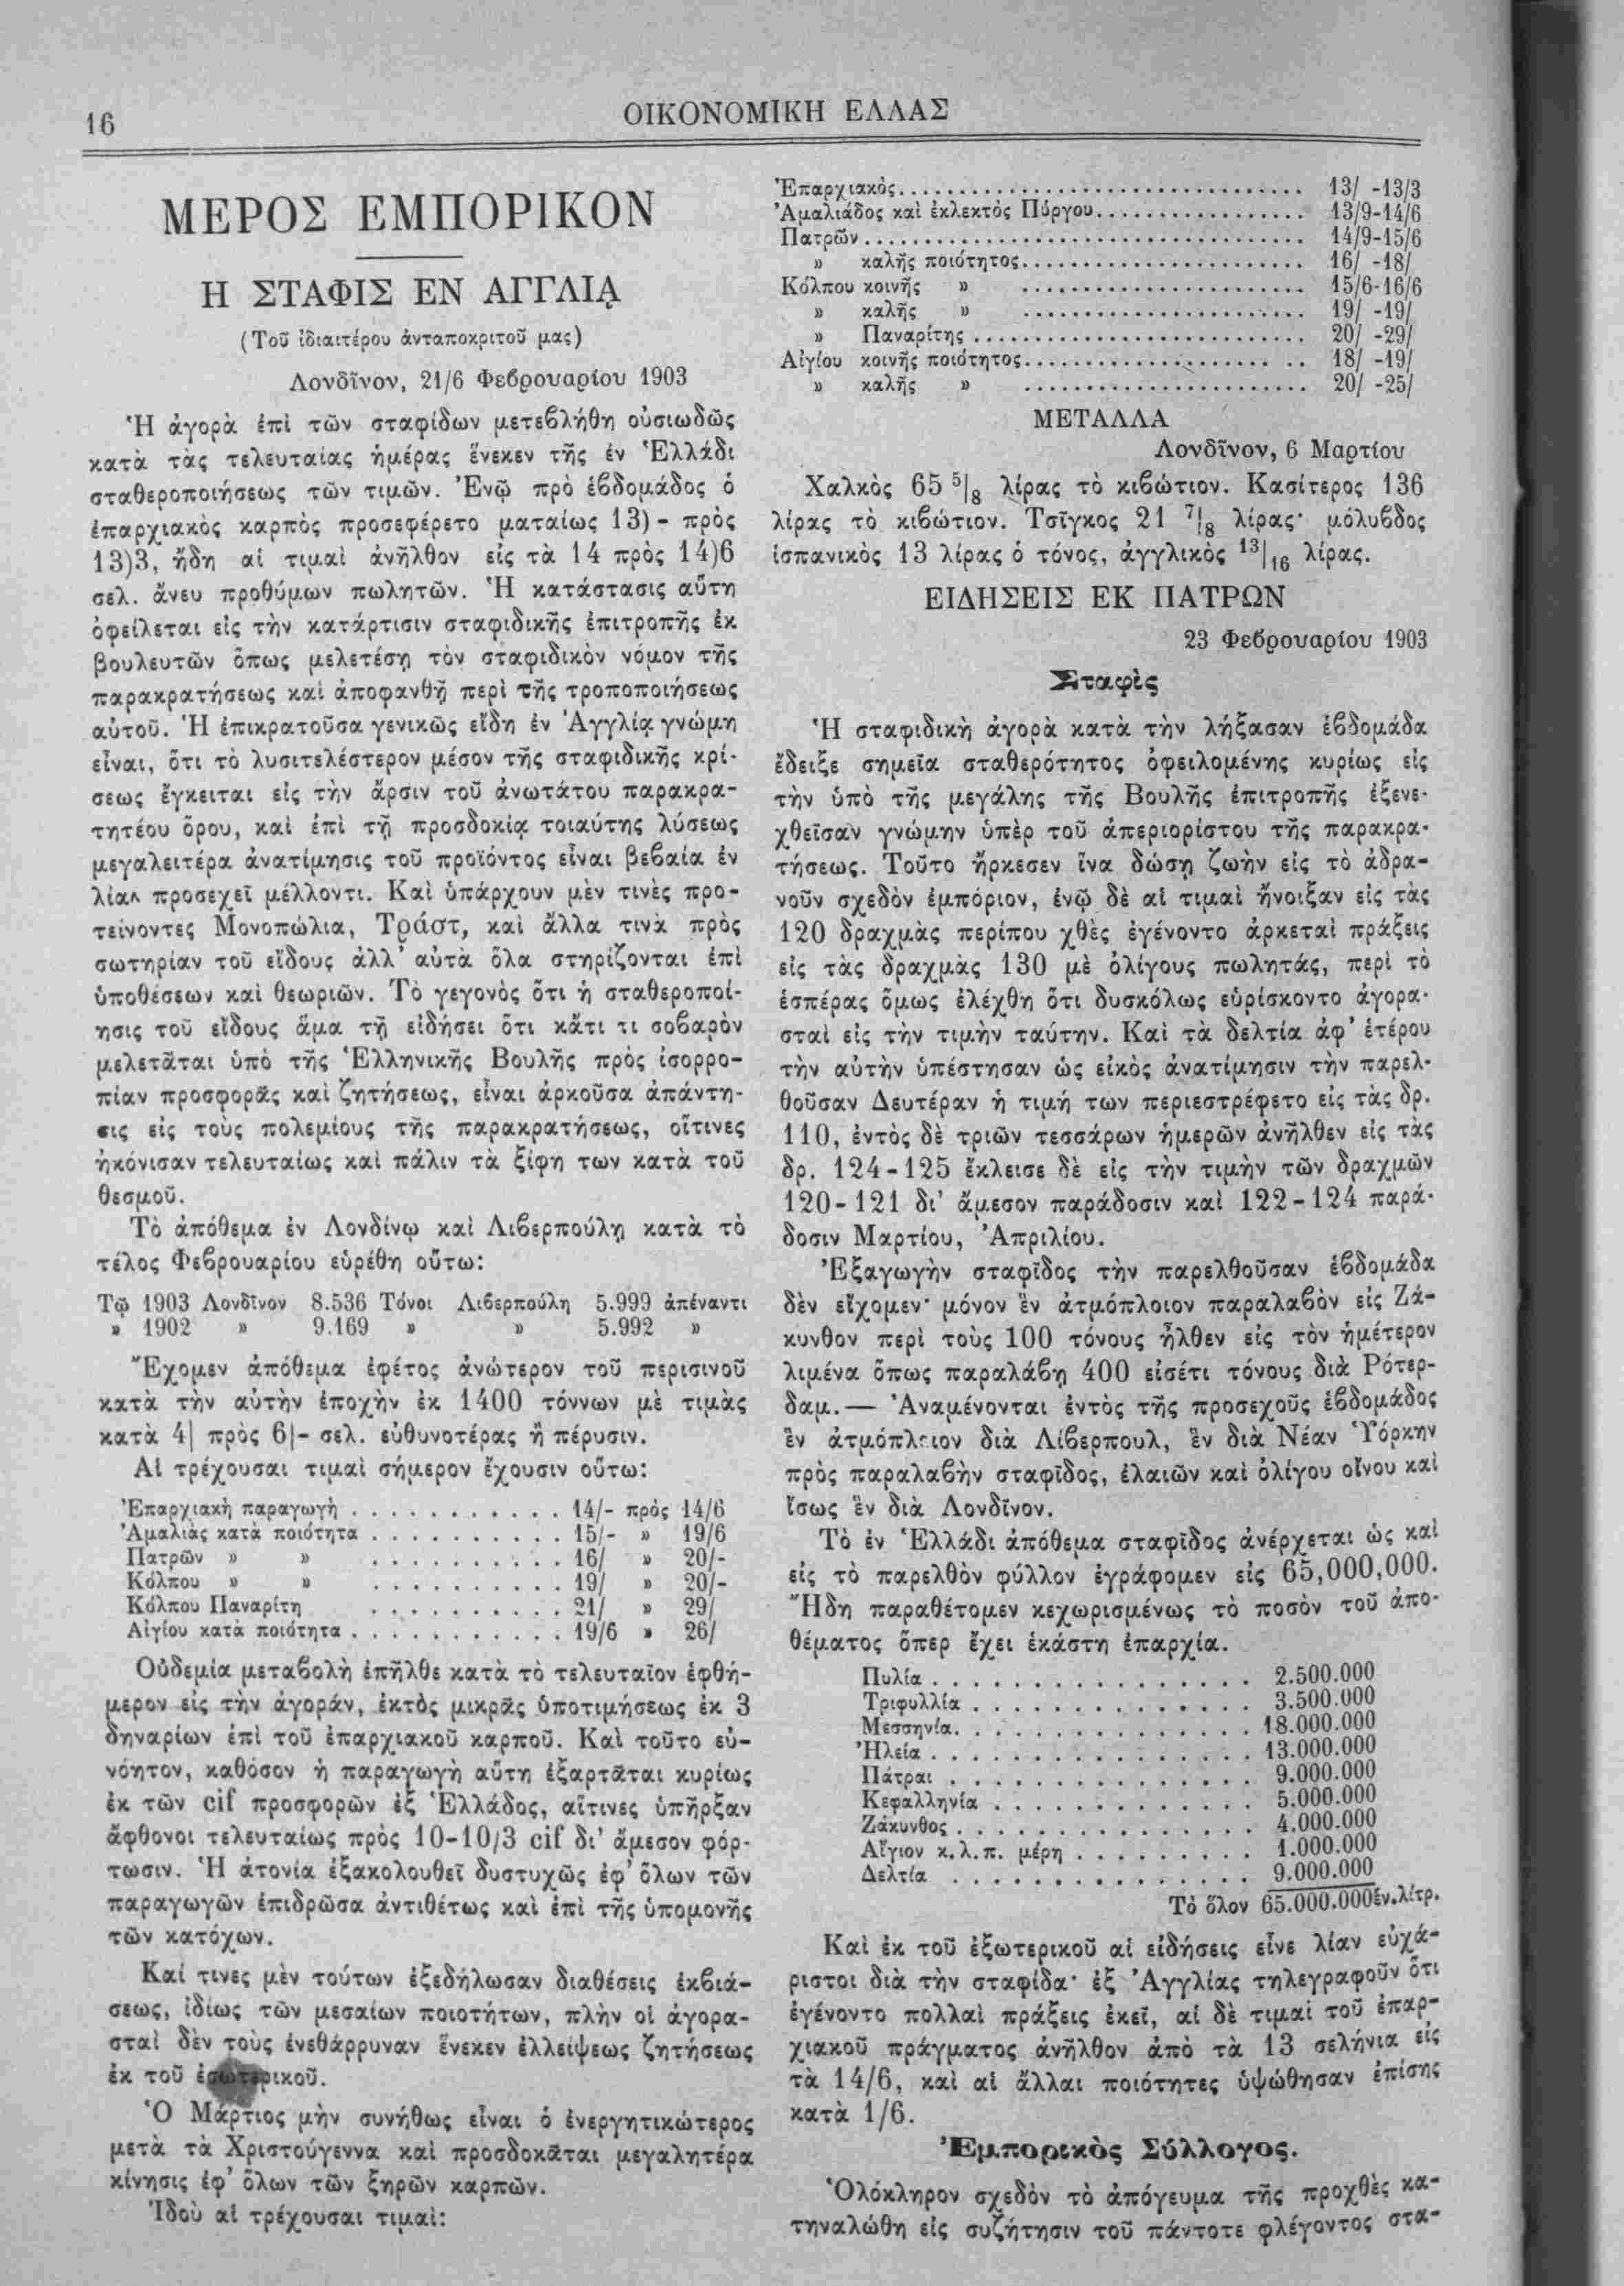 16
ΟΙΚΟΝΟΜΙΚΗ ΕΛΛΑΣ
ΜΕΡΟΣ ΕΜΠΟΡΙΚΟΝ
Η ΣΤΑΦΙΣ ΕΝ ΑΓΓΛΙᾼ
(Τοῦ ἰδιαιτέρου ἀνταποκριτοῦ μας)
Λονδῖνον, 21/6 Φεβρουαρίου 1903
Ἡ ἀγορὰ ἐπὶ τῶν σταφίδων μετεβλήθη οὐσιωδῶς
κατὰ τὰς τελευταίας ἡμέρας ἕνεκεν τῆς ἐν Ἑλλάδι
σταθεροποιήσεως τῶν τιμῶν. Ἐνῷ πρὸ ἑβδομάδος ὁ
ἐπαρχιακὸς καρπὸς προσεφέρετο ματαίως 13)- πρὸς
13)3, ἤδη αἱ τιμαὶ ἀνῆλθον εἰς τὰ 14 πρὸς 14)6
σελ. ἄνευ προθύμων πωλητῶν. Ἡ κατάστασις αὕτη
ὀφείλεται εἰς τὴν κατάρτισιν σταφιδικῆς ἐπιτροπῆς ἐκ
βουλευτῶν ὅπως μελετέσῃ τὸν σταφιδικὸν νόμον τῆς
παρακρατήσεως καὶ ἀποφανθῇ περὶ τῆς τροποποιήσεως
αὐτοῦ. Ἡ ἐπικρατοῦσα γενικῶς εἴδη ἐν Ἀγγλίᾳ γνώμη
εἶναι, ὅτι τὸ λυσιτελέστερον μέσον τῆς σταφιδικῆς κρί-
σεως ἔγκειται εἰς τὴν ἄρσιν τοῦ ἀνωτάτου παρακρα-
τητέου ὅρου, καὶ ἐπὶ τῇ προσδοκίᾳ τοιαύτης λύσεως
μεγαλειτέρα ἀνατίμησις τοῦ προϊόντος εἶναι βεβαία ἐν
λίαν προσεχεῖ μέλλοντι. Καὶ ὑπάρχουν μὲν τινὲς προ-
τείνοντες Μονοπώλια, Τράστ, καὶ ἄλλα τινὰ πρὸς
σωτηρίαν τοῦ εἴδους ἀλλ' αὐτὰ ὅλα στηρίζονται ἐπὶ
ὑποθέσεων καὶ θεωριῶν. Τὸ γεγονὸς ὅτι ἡ σταθεροποί-
ησις τοῦ εἴδους ἅμα τῇ εἰδήσει ὅτι κἄτι τι σοβαρὸν
μελετᾶται ὑπὸ τῆς Ἑλληνικῆς Βουλῆς πρὸς ἰσορρο-
πίαν προσφορᾶς καὶ ζητήσεως, εἶναι ἀρκοῦσα ἀπάντη-
σις εἰς τοὺς πολεμίους τῆς παρακρατήσεως, οἵτινες
ἠκόνισαν τελευταίως καὶ πάλιν τὰ ξίφη των κατὰ τοῦ
θεσμοῦ.
Τὸ ἀπόθεμα ἐν Λονδίνῳ καὶ Λιβερπούλῃ κατὰ τὸ
τέλος Φεβρουαρίου εὑρέθη οὕτω:
Τῷ 1903 Λονδῖνον 8.536 Τόνοι Λιβερπούλη 5.999 ἀπέναντι
» 1902 » 9.169 » » 5.992 »
Ἔχομεν ἀπόθεμα ἐφέτος ἀνώτερον τοῦ περισινοῦ
κατὰ τὴν αὐτὴν ἐποχὴν ἐκ 1400 τόννων μὲ τιμὰς
κατὰ 4| πρὸς 6|- σελ. εὐθυνοτέρας ἢ πέρυσιν.
Αἱ τρέχουσαι τιμαὶ σήμερον ἔχουσιν οὕτω:
Ἐπαρχιακὴ παραγωγὴ . . . . . . . . . . . 14/- πρὸς 14/6
Ἀμαλιὰς κατὰ ποιότητα . . . . . . . . . . 15/- » 19/6
Πατρῶν » » . . . . . . . . . . 16/ » 20/-
Κόλπου » » . . . . . . . . . . 19/ » 20/-
Κόλπου Παναρίτη . . . . . . . . . . 21/ » 29/
Αἰγίου κατὰ ποιότητα . . . . . . . . . . . 19/6 » 26/
Οὐδεμία μεταβολὴ ἐπῆλθε κατὰ τὸ τελευταῖον ἑφθή-
μερον εἰς τὴν ἀγοράν, ἐκτὸς μικρᾶς ὑποτιμήσεως ἐκ 3
δηναρίων ἐπὶ τοῦ ἐπαρχιακοῦ καρποῦ. Καὶ τοῦτο εὐ-
νόητον, καθόσον ἡ παραγωγὴ αὕτη ἐξαρτᾶται κυρίως
ἐκ τῶν cif προσφορῶν ἐξ Ἑλλάδος, αἵτινες ὑπῆρξαν
ἄφθονοι τελευταίως πρὸς 10-10/3 cif δι' ἄμεσον φόρ-
τωσιν. Ἡ ἀτονία ἐξακολουθεῖ δυστυχῶς ἐφ' ὅλων τῶν
παραγωγῶν ἐπιδρῶσα ἀντιθέτως καὶ ἐπὶ τῆς ὑπομονῆς
τῶν κατόχων.
Καί τινες μὲν τούτων ἐξεδήλωσαν διαθέσεις ἐκβιά-
σεως, ἰδίως τῶν μεσαίων ποιοτήτων, πλὴν οἱ ἀγορα-
σταὶ δὲν τοὺς ἐνεθάρρυναν ἕνεκεν ἐλλείψεως ζητήσεως
ἐκ τοῦ ἐσωτερικοῦ.
Ὁ Μάρτιος μὴν συνήθως εἶναι ὁ ἐνεργητικώτερος
μετὰ τὰ Χριστούγεννα καὶ προσδοκᾶται μεγαλητέρα
κίνησις ἐφ' ὅλων τῶν ξηρῶν καρπῶν.
Ἰδοὺ αἱ τρέχουσαι τιμαὶ:
Ἐπαρχιακὸς . . . . . . . . . . 13/ -13/3
Ἀμαλιάδος καὶ ἐκλεκτὸς Πύργου . . . . . . . . . . 13/9-14/6
Πατρῶν . . . . . . . . . . 14/9-15/6
» καλῆς ποιότητος . . . . . . . . . . 16/ -18/
Κόλπου κοινῆς » . . . . . . . . . . 15/6-16/6
» καλῆς » . . . . . . . . . . 19/ -19/
» Παναρίτης . . . . . . . . . . 20/ -29/
Αἰγίου κοινῆς ποιότητος . . . . . . . . . . 18/ -19/
» καλῆς » . . . . . . . . . . 20/ -25/
ΜΕΤΑΛΛΑ
Λονδῖνον, 6 Μαρτίου
Χαλκὸς 65 5|8 λίρας τὸ κιβώτιον. Κασίτερος 136
λίρας τὸ κιβώτιον. Τσῖγκος 21 7|8 λίρας· μόλυβδος
ἱσπανικὸς 13 λίρας ὁ τόνος, ἀγγλικὸς 13|16 λίρας.
ΕΙΔΗΣΕΙΣ ΕΚ ΠΑΤΡΩΝ
23 Φεβρουαρίου 1903
Σταφὶς
Ἡ σταφιδικὴ ἀγορὰ κατὰ τὴν λήξασαν ἑβδομάδα
ἔδειξε σημεῖα σταθερότητος ὀφειλομένης κυρίως εἰς
τὴν ὑπὸ τῆς μεγάλης τῆς Βουλῆς ἐπιτροπῆς ἐξενε-
χθεῖσαν γνώμην ὑπὲρ τοῦ ἀπεριορίστου τῆς παρακρα-
τήσεως. Τοῦτο ἤρκεσεν ἵνα δώσῃ ζωὴν εἰς τὸ ἀδρα-
νοῦν σχεδὸν ἐμπόριον, ἐνῷ δὲ αἱ τιμαὶ ἤνοιξαν εἰς τὰς
120 δραχμὰς περίπου χθὲς ἐγένοντο ἀρκεταὶ πράξεις
εἰς τὰς δραχμὰς 130 μὲ ὀλίγους πωλητάς, περὶ τὸ
ἑσπέρας ὅμως ἐλέχθη ὅτι δυσκόλως εὑρίσκοντο ἀγορα-
σταὶ εἰς τὴν τιμὴν ταύτην. Καὶ τὰ δελτία ἀφ' ἑτέρου
τὴν αὐτὴν ὑπέστησαν ὡς εἰκὸς ἀνατίμησιν τὴν παρελ-
θοῦσαν Δευτέραν ἡ τιμή των περιεστρέφετο εἰς τὰς δρ.
110, ἐντὸς δὲ τριῶν τεσσάρων ἡμερῶν ἀνῆλθεν εἰς τὰς
δρ. 124-125 ἔκλεισε δὲ εἰς τὴν τιμὴν τῶν δραχμῶν
120-121 δι' ἄμεσον παράδοσιν καὶ 122-124 παρά-
δοσιν Μαρτίου, Ἀπριλίου.
Ἐξαγωγὴν σταφῖδος τὴν παρελθοῦσαν ἑβδομάδα
δὲν εἴχομεν· μόνον ἓν ἀτμόπλοιον παραλαβὸν εἰς Ζά-
κυνθον περὶ τοὺς 100 τόνους ἦλθεν εἰς τὸν ἡμέτερον
λιμένα ὅπως παραλάβῃ 400 εἰσέτι τόνους διὰ Ρότερ-
δαμ.— Ἀναμένονται ἐντὸς τῆς προσεχοῦς ἑβδομάδος
ἓν ἀτμόπλοιον διὰ Λίβερπουλ, ἓν διὰ Νέαν Ὑόρκην
πρὸς παραλαβὴν σταφῖδος, ἐλαιῶν καὶ ὀλίγου οἴνου καὶ
ἴσως ἓν διὰ Λονδῖνον.
Τὸ ἐν Ἑλλάδι ἀπόθεμα σταφῖδος ἀνέρχεται ὡς καὶ
εἰς τὸ παρελθὸν φύλλον ἐγράφομεν εἰς 65,000,000.
Ἤδη παραθέτομεν κεχωρισμένως τὸ ποσὸν τοῦ ἀπο-
θέματος ὅπερ ἔχει ἑκάστη ἐπαρχία.
Πυλία . . . . . . . . . . 2.500.000
Τριφυλλία . . . . . . . . . . 3.500.000
Μεσσηνία . . . . . . . . . . 18.000.000
Ἠλεία . . . . . . . . . . 13.000.000
Πάτραι . . . . . . . . . . 9.000.000
Κεφαλληνία . . . . . . . . . . 5.000.000
Ζάκυνθος . . . . . . . . . . 4.000.000
Αἴγιον κ.λ.π. μέρη . . . . . . . . . 1.000.000
Δελτία . . . . . . . . . . 9.000.000
Τὸ ὅλον 65.000.000 ἐν.λίτρ.
Καὶ ἐκ τοῦ ἐξωτερικοῦ αἱ εἰδήσεις εἶνε λίαν εὐχά-
ριστοι διὰ τὴν σταφίδα· ἐξ Ἀγγλίας τηλεγραφοῦν ὅτι
ἐγένοντο πολλαὶ πράξεις ἐκεῖ, αἱ δὲ τιμαὶ τοῦ ἐπαρ-
χιακοῦ πράγματος ἀνῆλθον ἀπὸ τὰ 13 σελήνια εἰς
τὰ 14/6, καὶ αἱ ἄλλαι ποιότητες ὑψώθησαν ἐπίσης
κατὰ 1/6.
Ἐμπορικὸς Σύλλογος.
Ὁλόκληρον σχεδὸν τὸ ἀπόγευμα τῆς προχθὲς κα-
τηναλώθη εἰς συζήτησιν τοῦ πάντοτε φλέγοντος στα-